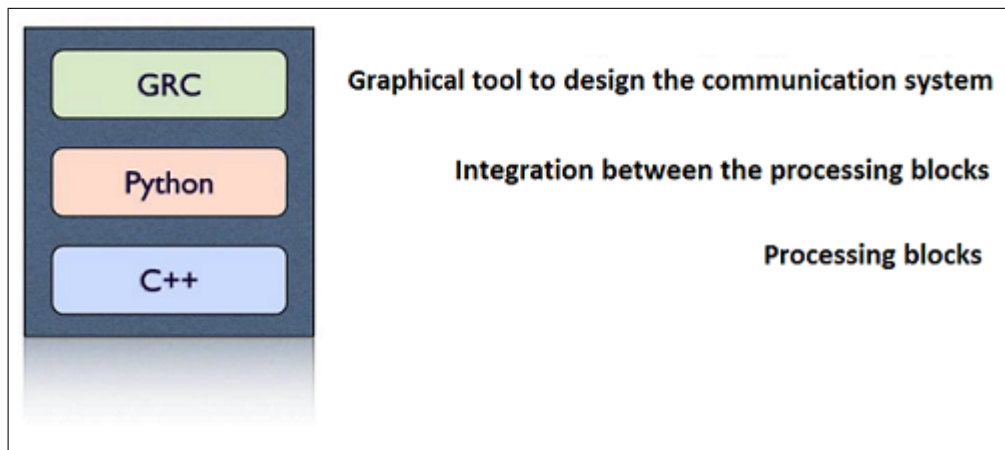 GRC
Graphical tool to design the communication system
Python
Integration between the processing blocks
C++
Processing blocks